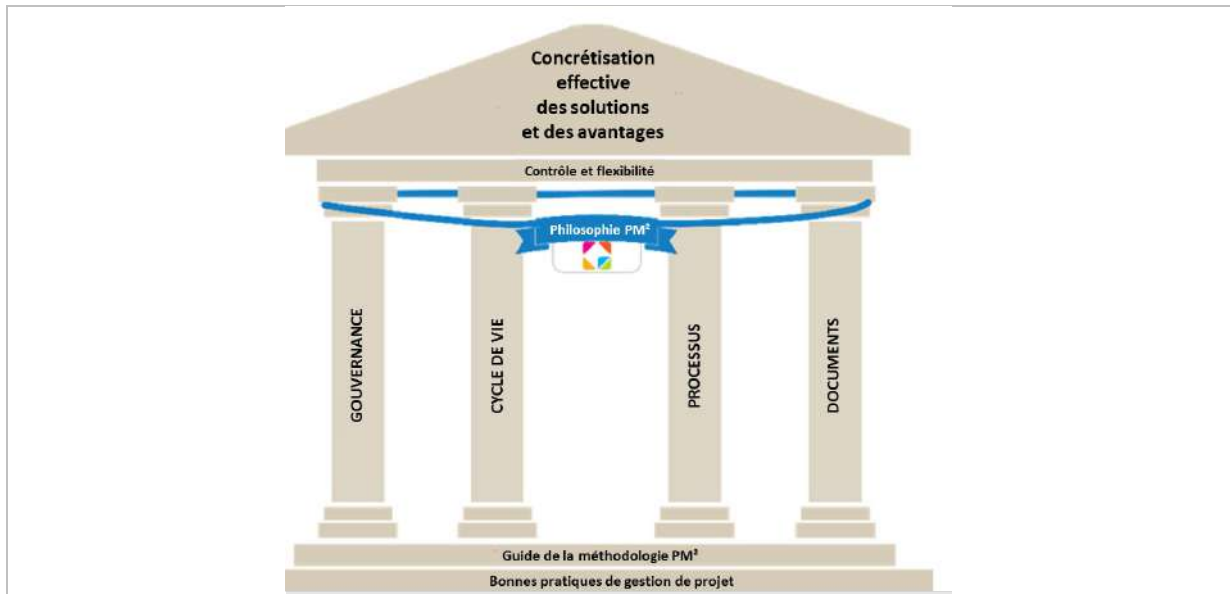 Concrétisation
effective
des solutions
et des avantages
Contrôle et flexibilité
Philosophie PM²
GOUVERNANCE
CYCLE DE VIE
PROCESSUS
DOCUMENTS
Guide de la méthodologie PM²
Bonnes pratiques de gestion de projet